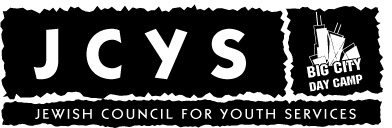 JCYS
BIG CITY
DAY CAMP
JEWISH COUNCIL FOR YOUTH SERVICES